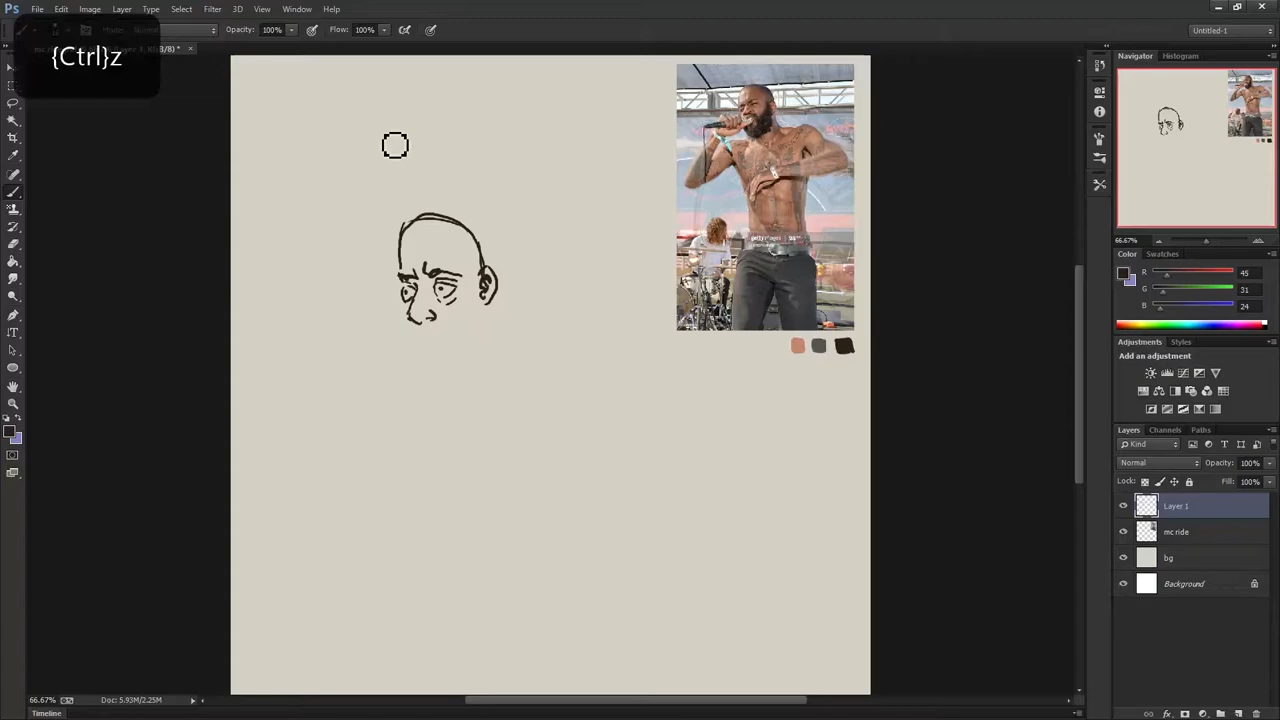 Ps File Edit Image Layer Type Select Filter 3D View Window Help
{Ctrl}z
Opacity: 100% Flow: 100% Untitled-1
Navigator Histogram
66.67%
Color Swatches
R 45
G 31
B 24
Adjustments Styles
Add an adjustment
Layers Channels Paths
Kind
Normal Opacity: 100%
Lock: Fill: 100%
Layer 1
mc ride
bg
Background
66.67% Doc: 5.93M/2.25M
Timeline